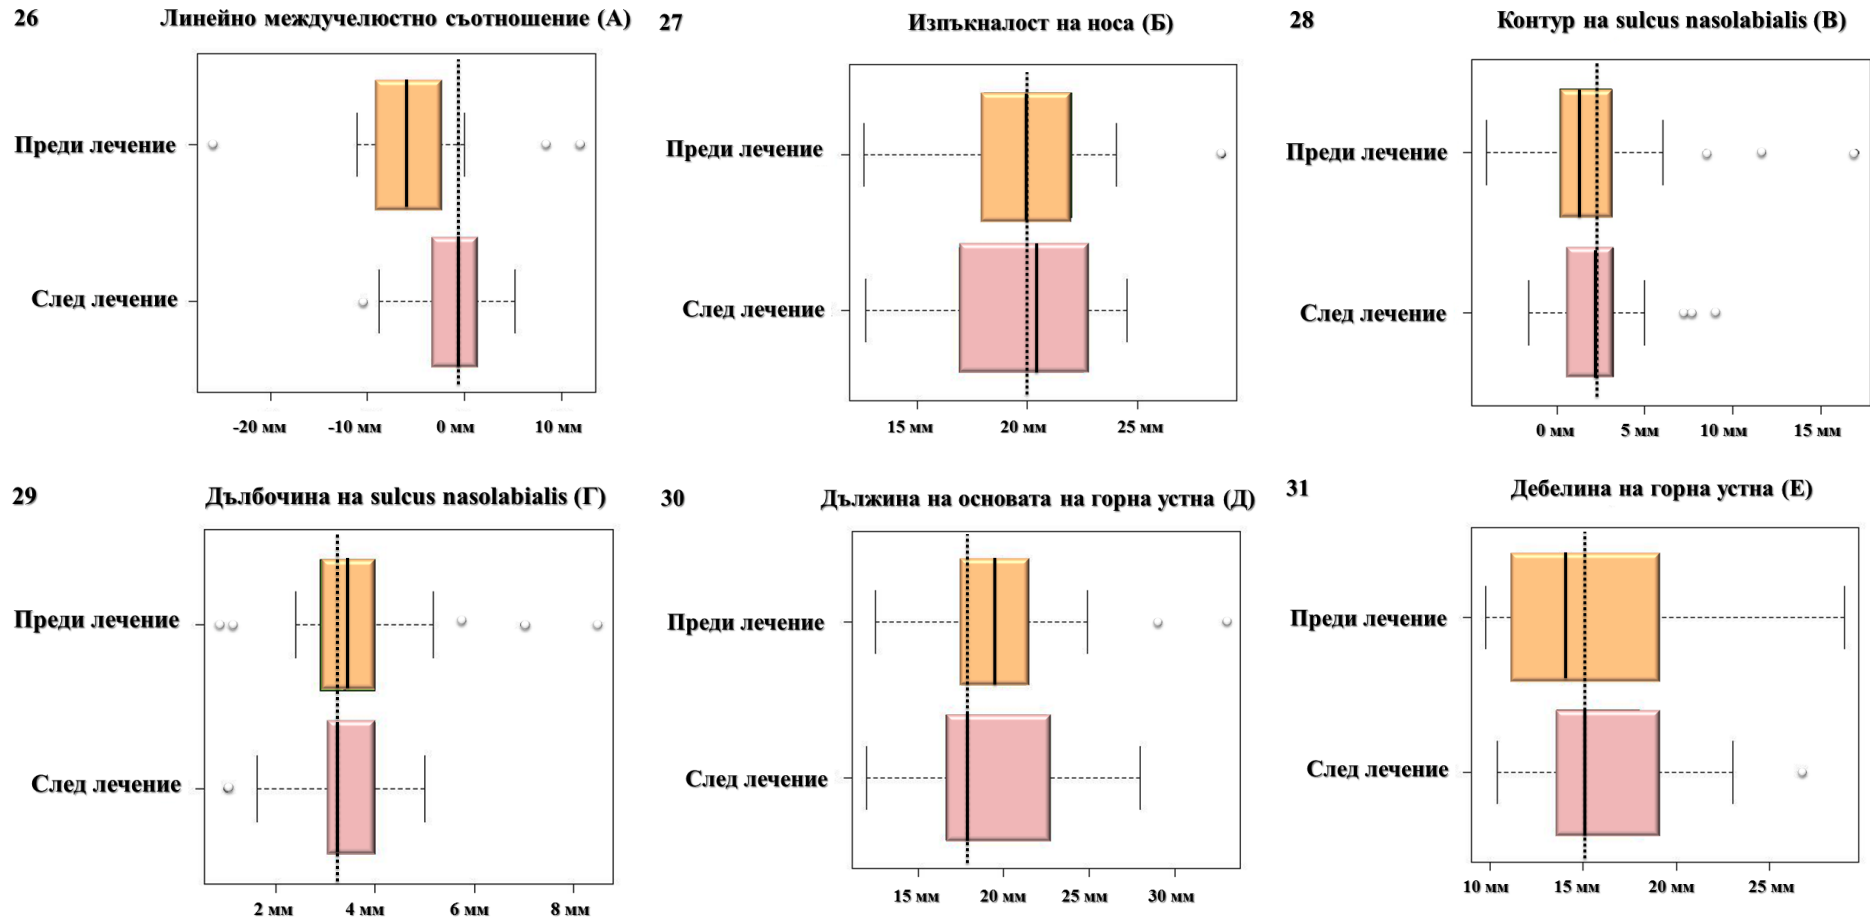 26 Линейно междучелюстно съотношение (А)
Преди лечение
След лечение
-20 мм -10 мм 0 мм 10 мм
27 Изпъкналост на носа (Б)
Преди лечение
След лечение
15 мм 20 мм 25 мм
28 Контур на sulcus nasolabialis (В)
Преди лечение
След лечение
0 мм 5 мм 10 мм 15 мм
29 Дълбочина на sulcus nasolabialis (Г)
Преди лечение
След лечение
2 мм 4 мм 6 мм 8 мм
30 Дължина на основата на горна устна (Д)
Преди лечение
След лечение
15 мм 20 мм 25 мм 30 мм
31 Дебелина на горна устна (Е)
Преди лечение
След лечение
10 мм 15 мм 20 мм 25 мм